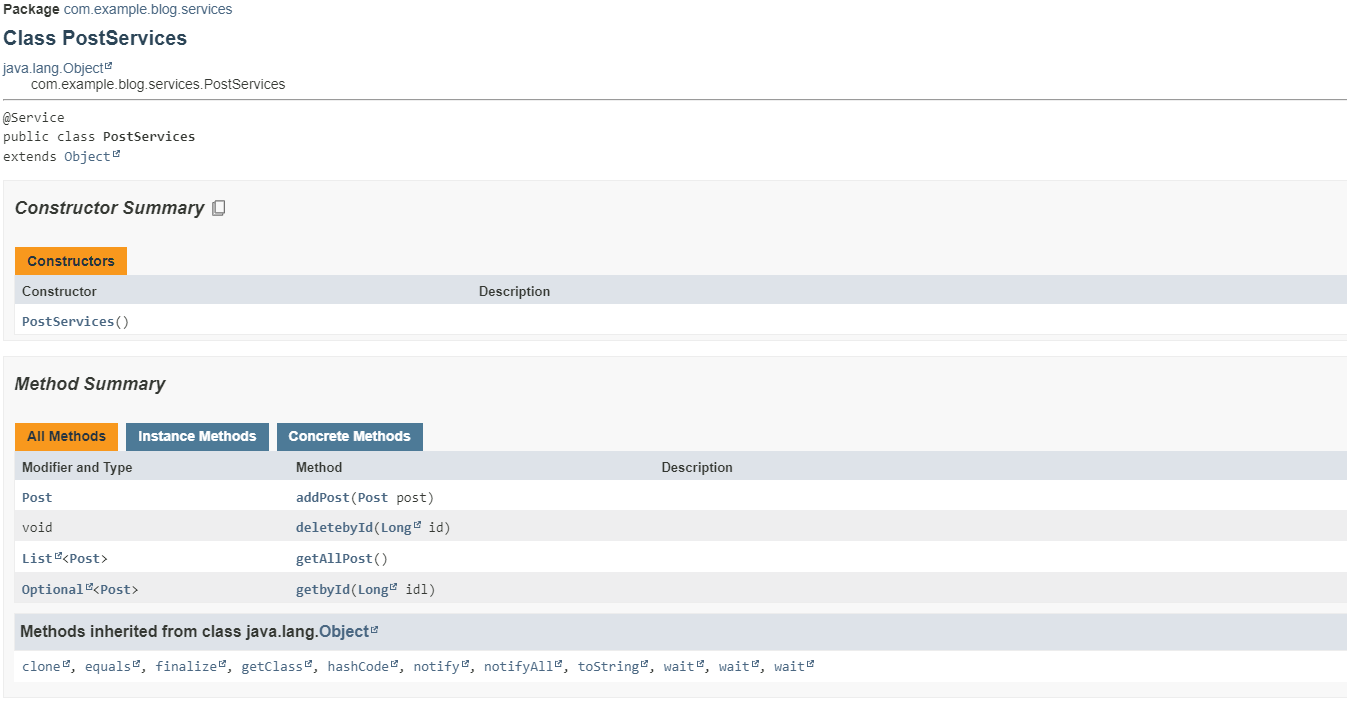 Package com.example.blog.services
Class PostServices
java.lang.Object
com.example.blog.services.PostServices
@Service
public class PostServices
extends Object
Constructor Summary
Constructors
Constructor Description
PostServices()
Method Summary
All Methods Instance Methods Concrete Methods
Modifier and Type Method Description
Post addPost(Post post)
void deletebyId(Long id)
List<Post> getAllPost()
Optional<Post> getbyId(Long idl)
Methods inherited from class java.lang.Object
clone, equals, finalize, getClass, hashCode, notify, notifyAll, toString, wait, wait, wait